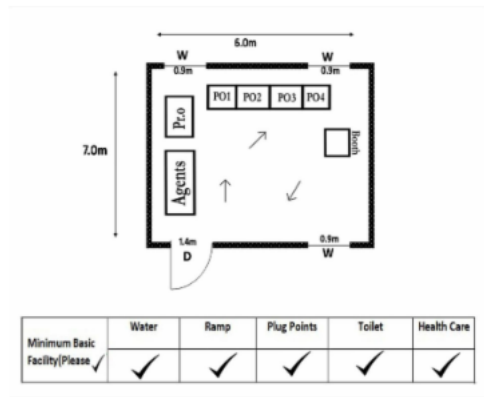 6.0m
W
W
0.9m
0.9m
PO1 PO2 PO3 PO4
Pr.o
Booth
7.0m
Agents
1.4m
D
0.9m
W
Minimum Basic Facility(Please ✓
Water
Ramp
Plug Points
Toilet
Health Care
✓ ✓ ✓ ✓ ✓